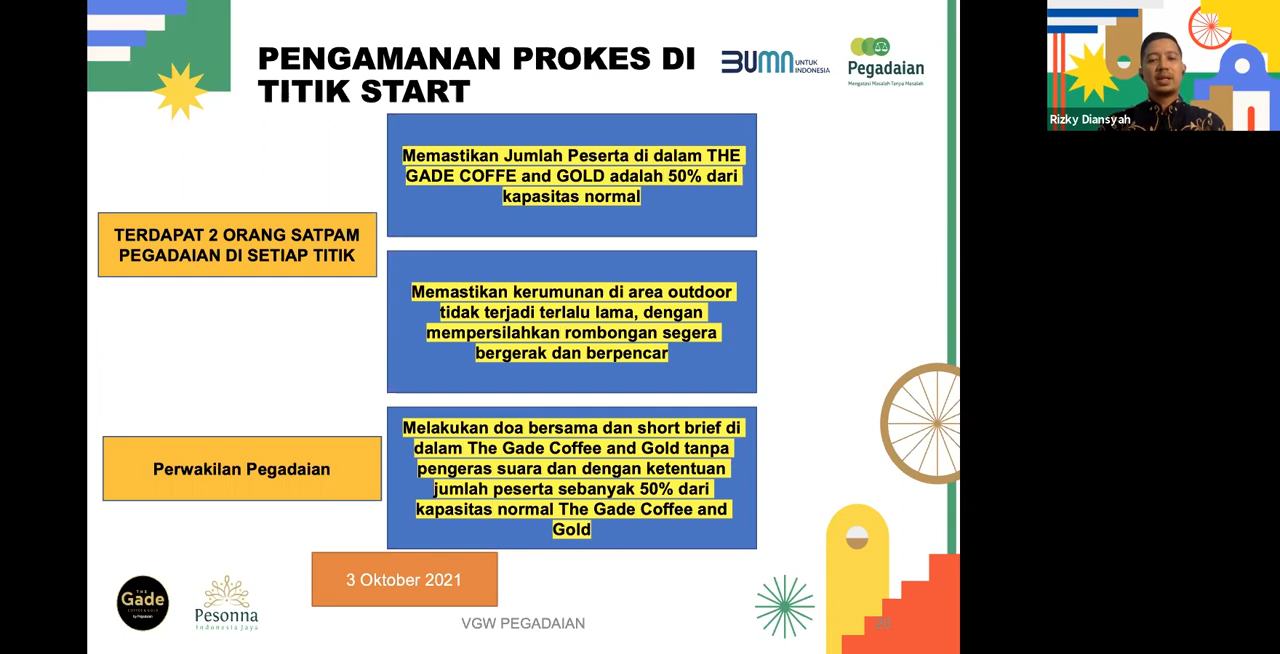 PENGAMANAN PROKES DI
TITIK START
BUMN
UNTUK
INDONESIA
Pegadaian
Mengatasi Masalah Tanpa Masalah
Rizky Diansyah
Memastikan Jumlah Peserta di dalam THE
GADE COFFE and GOLD adalah 50% dari
kapasitas normal
TERDAPAT 2 ORANG SATPAM
PEGADAIAN DI SETIAP TITIK
Memastikan kerumunan di area outdoor
tidak terjadi terlalu lama, dengan
mempersilahkan rombongan segera
bergerak dan berpencar
Perwakilan Pegadaian
Melakukan doa bersama dan short brief di
dalam The Gade Coffee and Gold tanpa
pengeras suara dan dengan ketentuan
jumlah peserta sebanyak 50% dari
kapasitas normal The Gade Coffee and
Gold
3 Oktober 2021
THE
Gade
COFFEE & GOLD
by Pegadaian
Pesonna
Indonesia Jaya
VGW PEGADAIAN
20